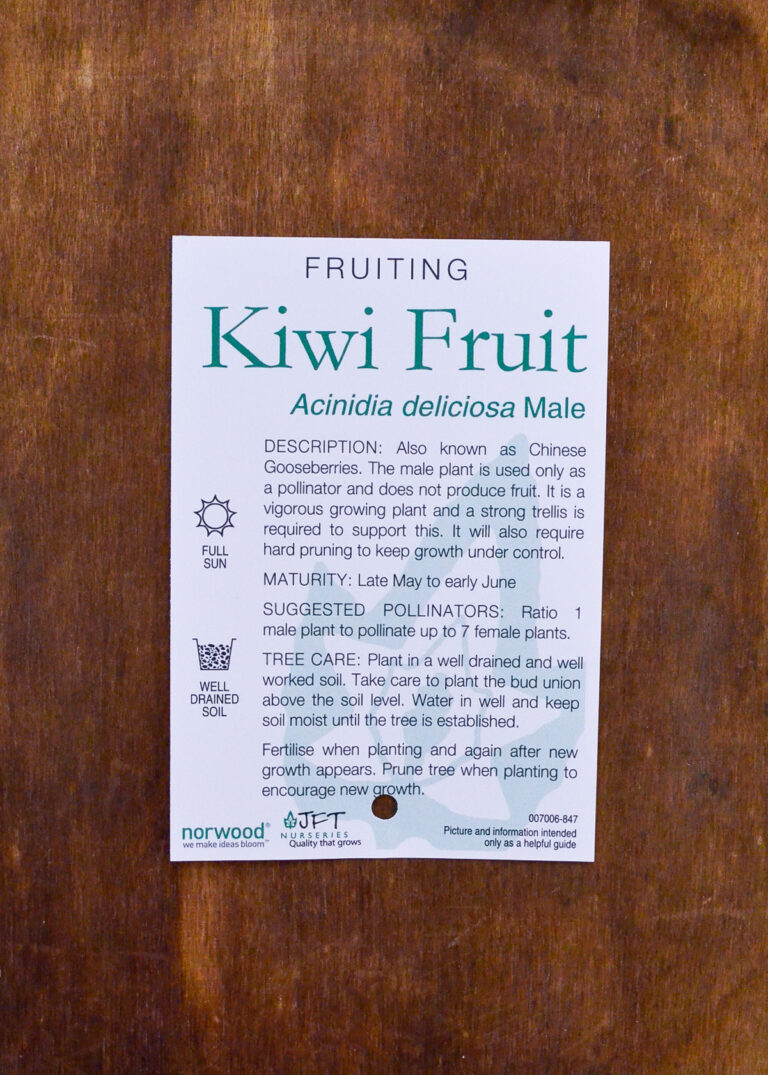 FRUITING
Kiwi Fruit
Acinidia deliciosa Male
DESCRIPTION: Also known as Chinese
Gooseberries. The male plant is used only as
a pollinator and does not produce fruit. It is a
vigorous growing plant and a strong trellis is
required to support this. It will also require
hard pruning to keep growth under control.
FULL
SUN
MATURITY: Late May to early June
SUGGESTED POLLINATORS: Ratio 1
male plant to pollinate up to 7 female plants.
TREE CARE: Plant in a well drained and well
worked soil. Take care to plant the bud union
above the soil level. Water in well and keep
soil moist until the tree is established.
WELL
DRAINED
SOIL
Fertilise when planting and again after new
growth appears. Prune tree when planting to
encourage new growth.
norwood®
we make ideas bloom™
JFT
NURSERIES
Quality that grows
007006-847
Picture and information intended
only as a helpful guide